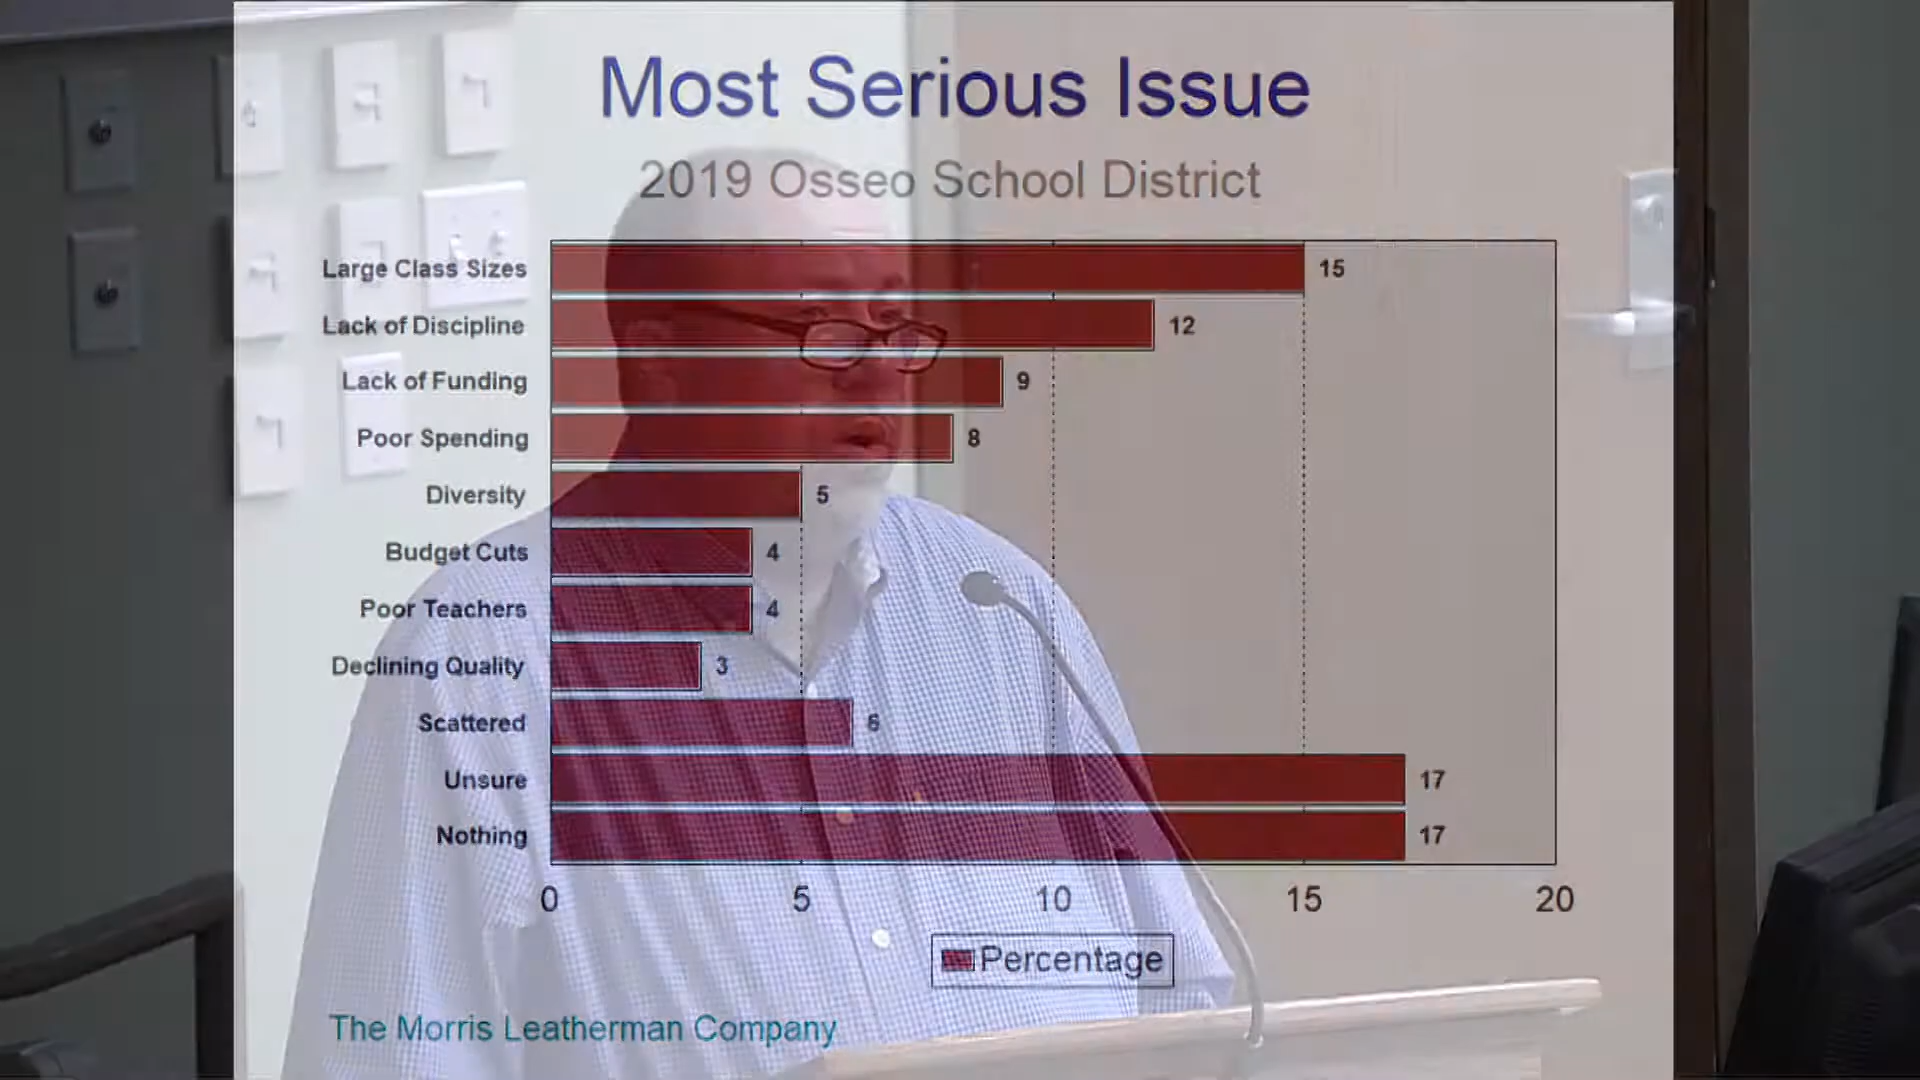 Most Serious Issue
2019 Osseo School District
Large Class Sizes 15
Lack of Discipline 12
Lack of Funding 9
Poor Spending 8
Diversity 5
Budget Cuts 4
Poor Teachers 4
Declining Quality 3
Scattered 6
Unsure 17
Nothing 17
0 5 10 15 20
Percentage
The Morris Leatherman Company